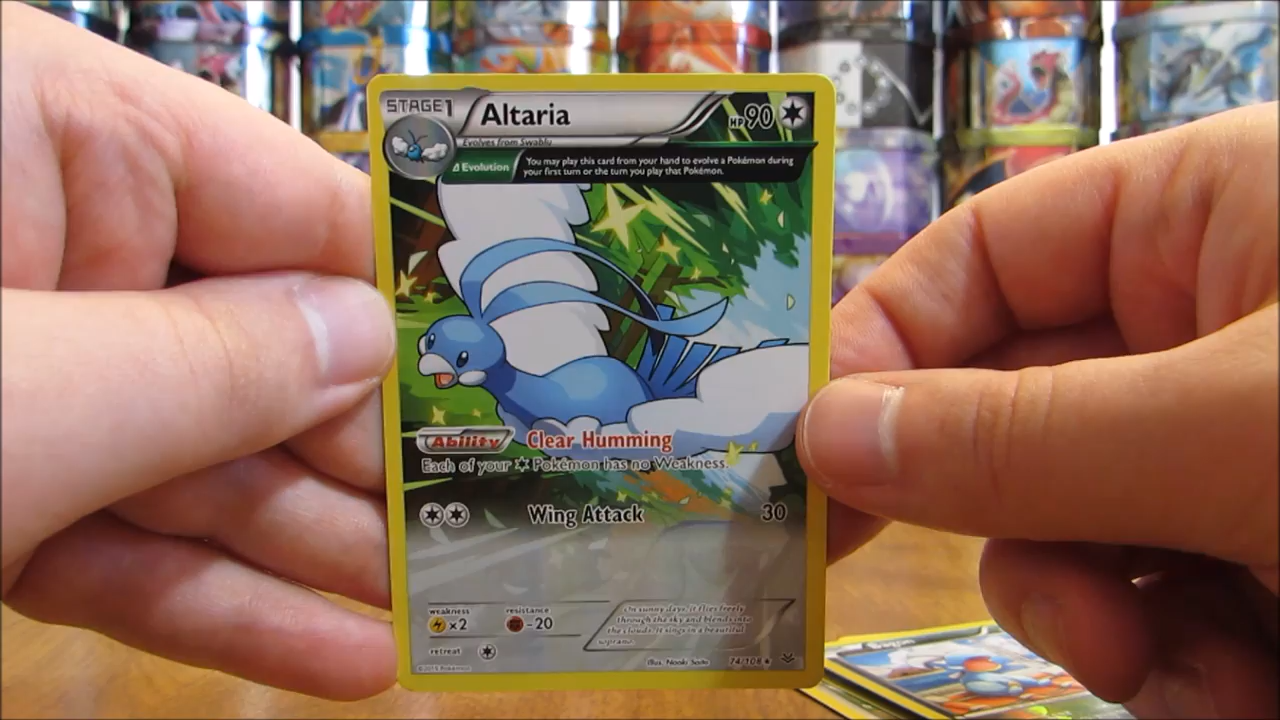 STAGE1 Altaria HP90
Evolves from Swablu
Δ Evolution You may play this card from your hand to evolve a Pokémon during
your first turn or the turn you play that Pokémon.
Ability Clear Humming
Each of your Pokémon has no Weakness.
Wing Attack 30
weakness resistance
x2 -20
On sunny days, it flies freely
through the sky and blends into
the clouds. It sings in a beautiful
soprano.
retreat
©2015 Pokémon Illus. Naoki Saito 74/108
Bagon